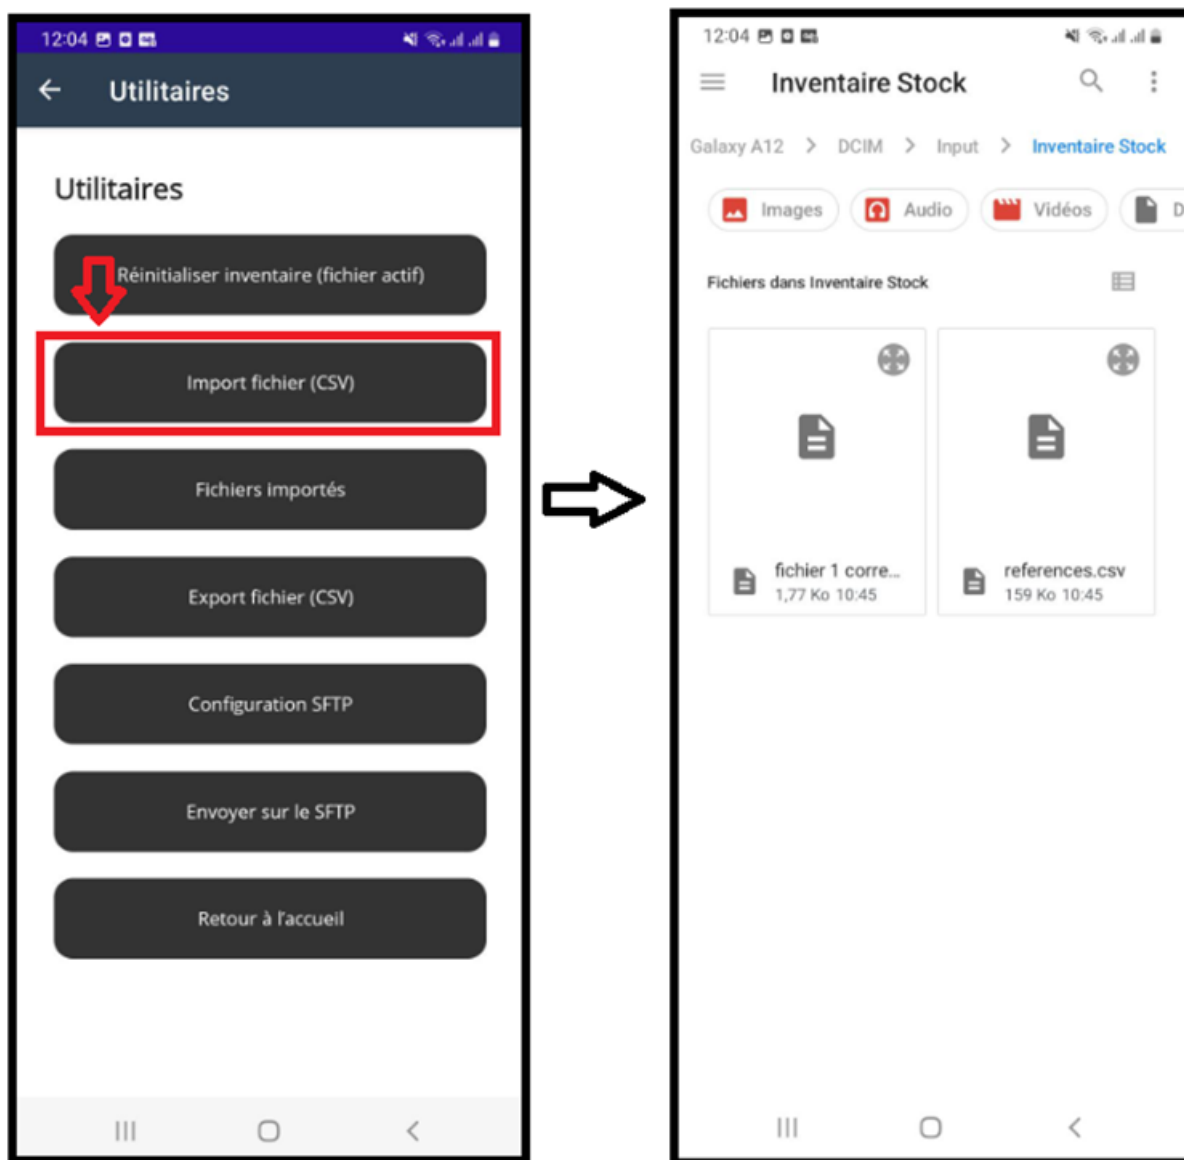 12:04
Utilitaires
Utilitaires
Réinitialiser inventaire (fichier actif)
Import fichier (CSV)
Fichiers importés
Export fichier (CSV)
Configuration SFTP
Envoyer sur le SFTP
Retour à l'accueil
12:04
Inventaire Stock
Galaxy A12 > DCIM > Input > Inventaire Stock
Images Audio Vidéos D
Fichiers dans Inventaire Stock
fichier 1 corre...
1,77 Ko 10:45
references.csv
159 Ko 10:45